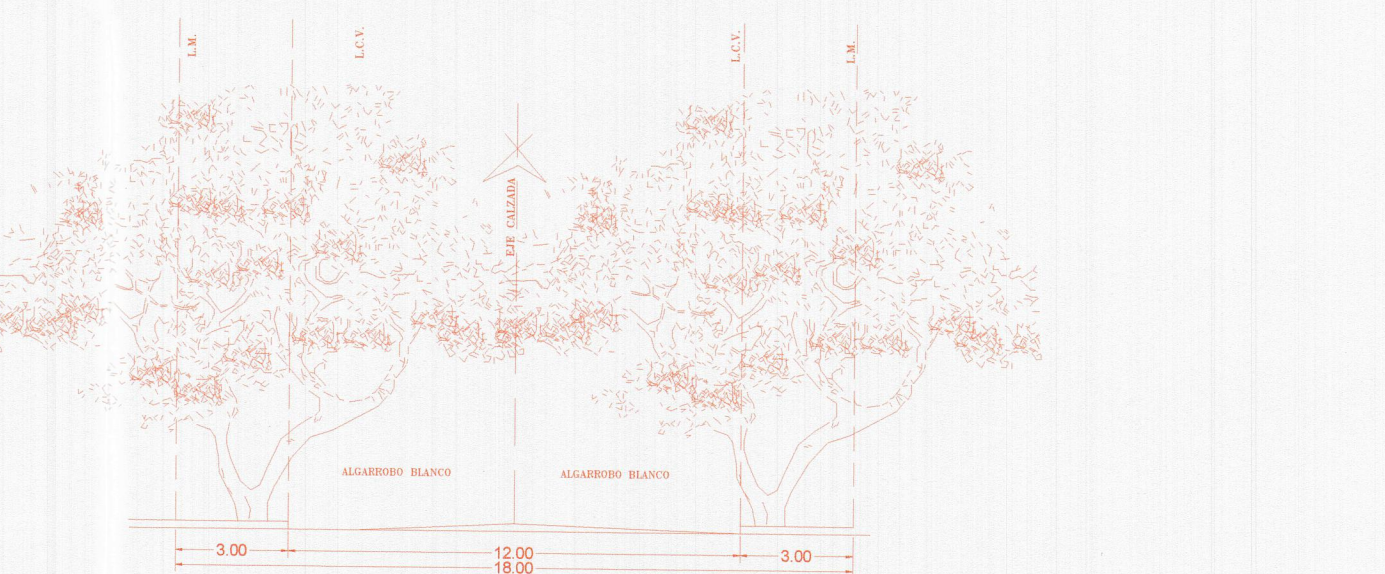 L.M.
L.C.V.
L.C.V.
L.M.
EJE CALZADA
ALGARROBO BLANCO
ALGARROBO BLANCO
3.00
12.00
3.00
18.00